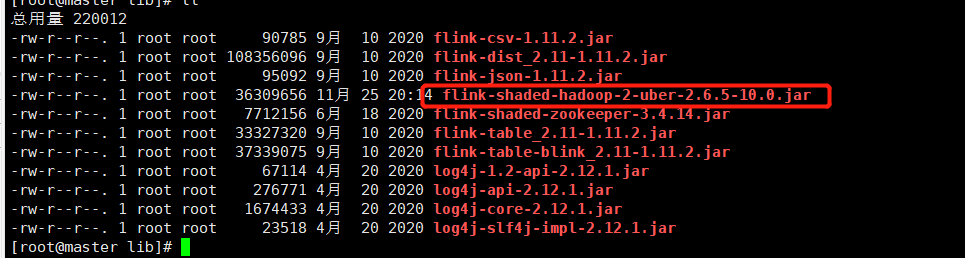 [root@master lib]# ll
总用量 220012
-rw-r--r--. 1 root root     90785 9月  10 2020 flink-csv-1.11.2.jar
-rw-r--r--. 1 root root 108356096 9月  10 2020 flink-dist_2.11-1.11.2.jar
-rw-r--r--. 1 root root     95092 9月  10 2020 flink-json-1.11.2.jar
-rw-r--r--. 1 root root  36309656 11月 25 20:14 flink-shaded-hadoop-2-uber-2.6.5-10.0.jar
-rw-r--r--. 1 root root   7712156 6月  18 2020 flink-shaded-zookeeper-3.4.14.jar
-rw-r--r--. 1 root root  33327320 9月  10 2020 flink-table_2.11-1.11.2.jar
-rw-r--r--. 1 root root  37339075 9月  10 2020 flink-table-blink_2.11-1.11.2.jar
-rw-r--r--. 1 root root     67114 4月  20 2020 log4j-1.2-api-2.12.1.jar
-rw-r--r--. 1 root root    276771 4月  20 2020 log4j-api-2.12.1.jar
-rw-r--r--. 1 root root   1674433 4月  20 2020 log4j-core-2.12.1.jar
-rw-r--r--. 1 root root     23518 4月  20 2020 log4j-slf4j-impl-2.12.1.jar
[root@master lib]#